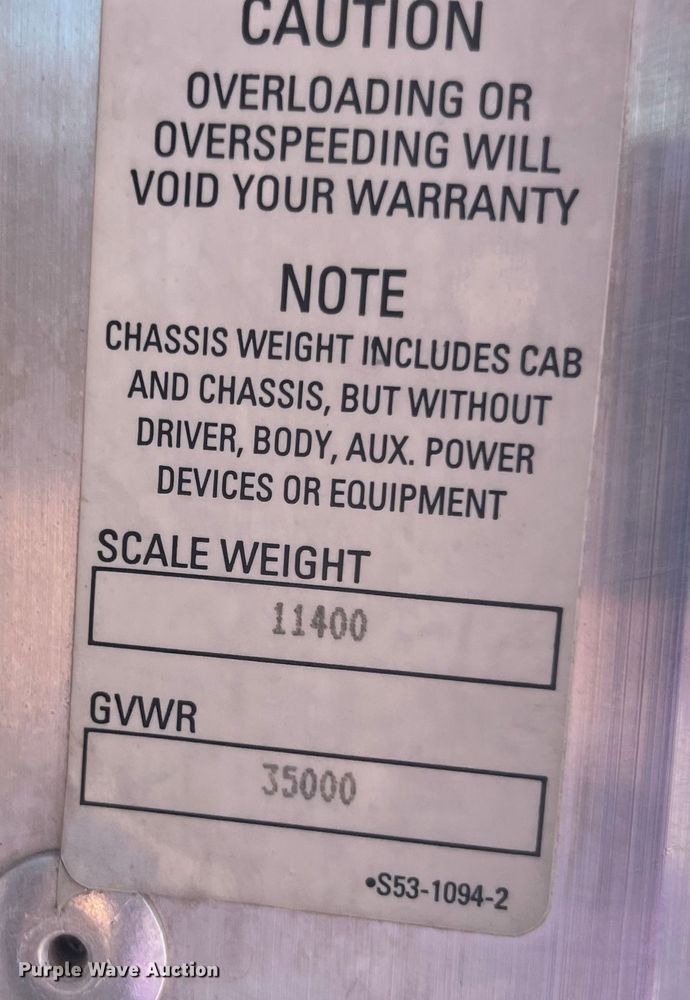 CAUTION
OVERLOADING OR
OVERSPEEDING WILL
VOID YOUR WARRANTY
NOTE
CHASSIS WEIGHT INCLUDES CAB
AND CHASSIS, BUT WITHOUT
DRIVER, BODY, AUX. POWER
DEVICES OR EQUIPMENT
SCALE WEIGHT
11400
GVWR
35000
•S53-1094-2
Purple Wave Auction